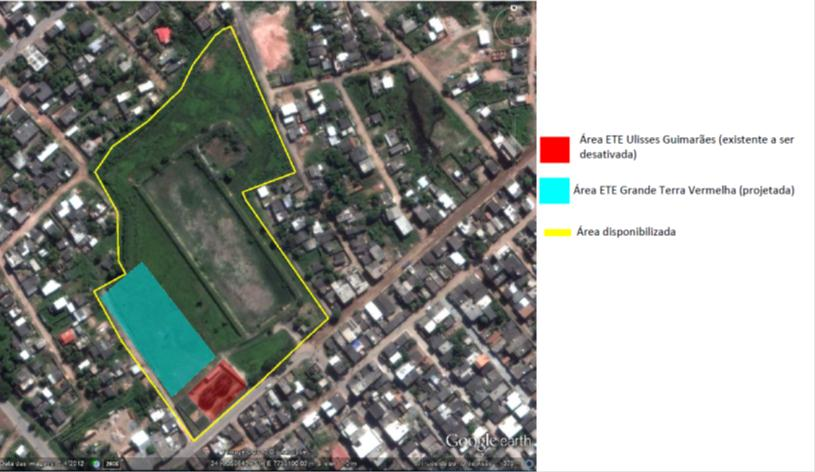 Área ETE Ulisses Guimarães (existente a ser
desativada)
Área ETE Grande Terra Vermelha (projetada)
Área disponibilizada
Google earth